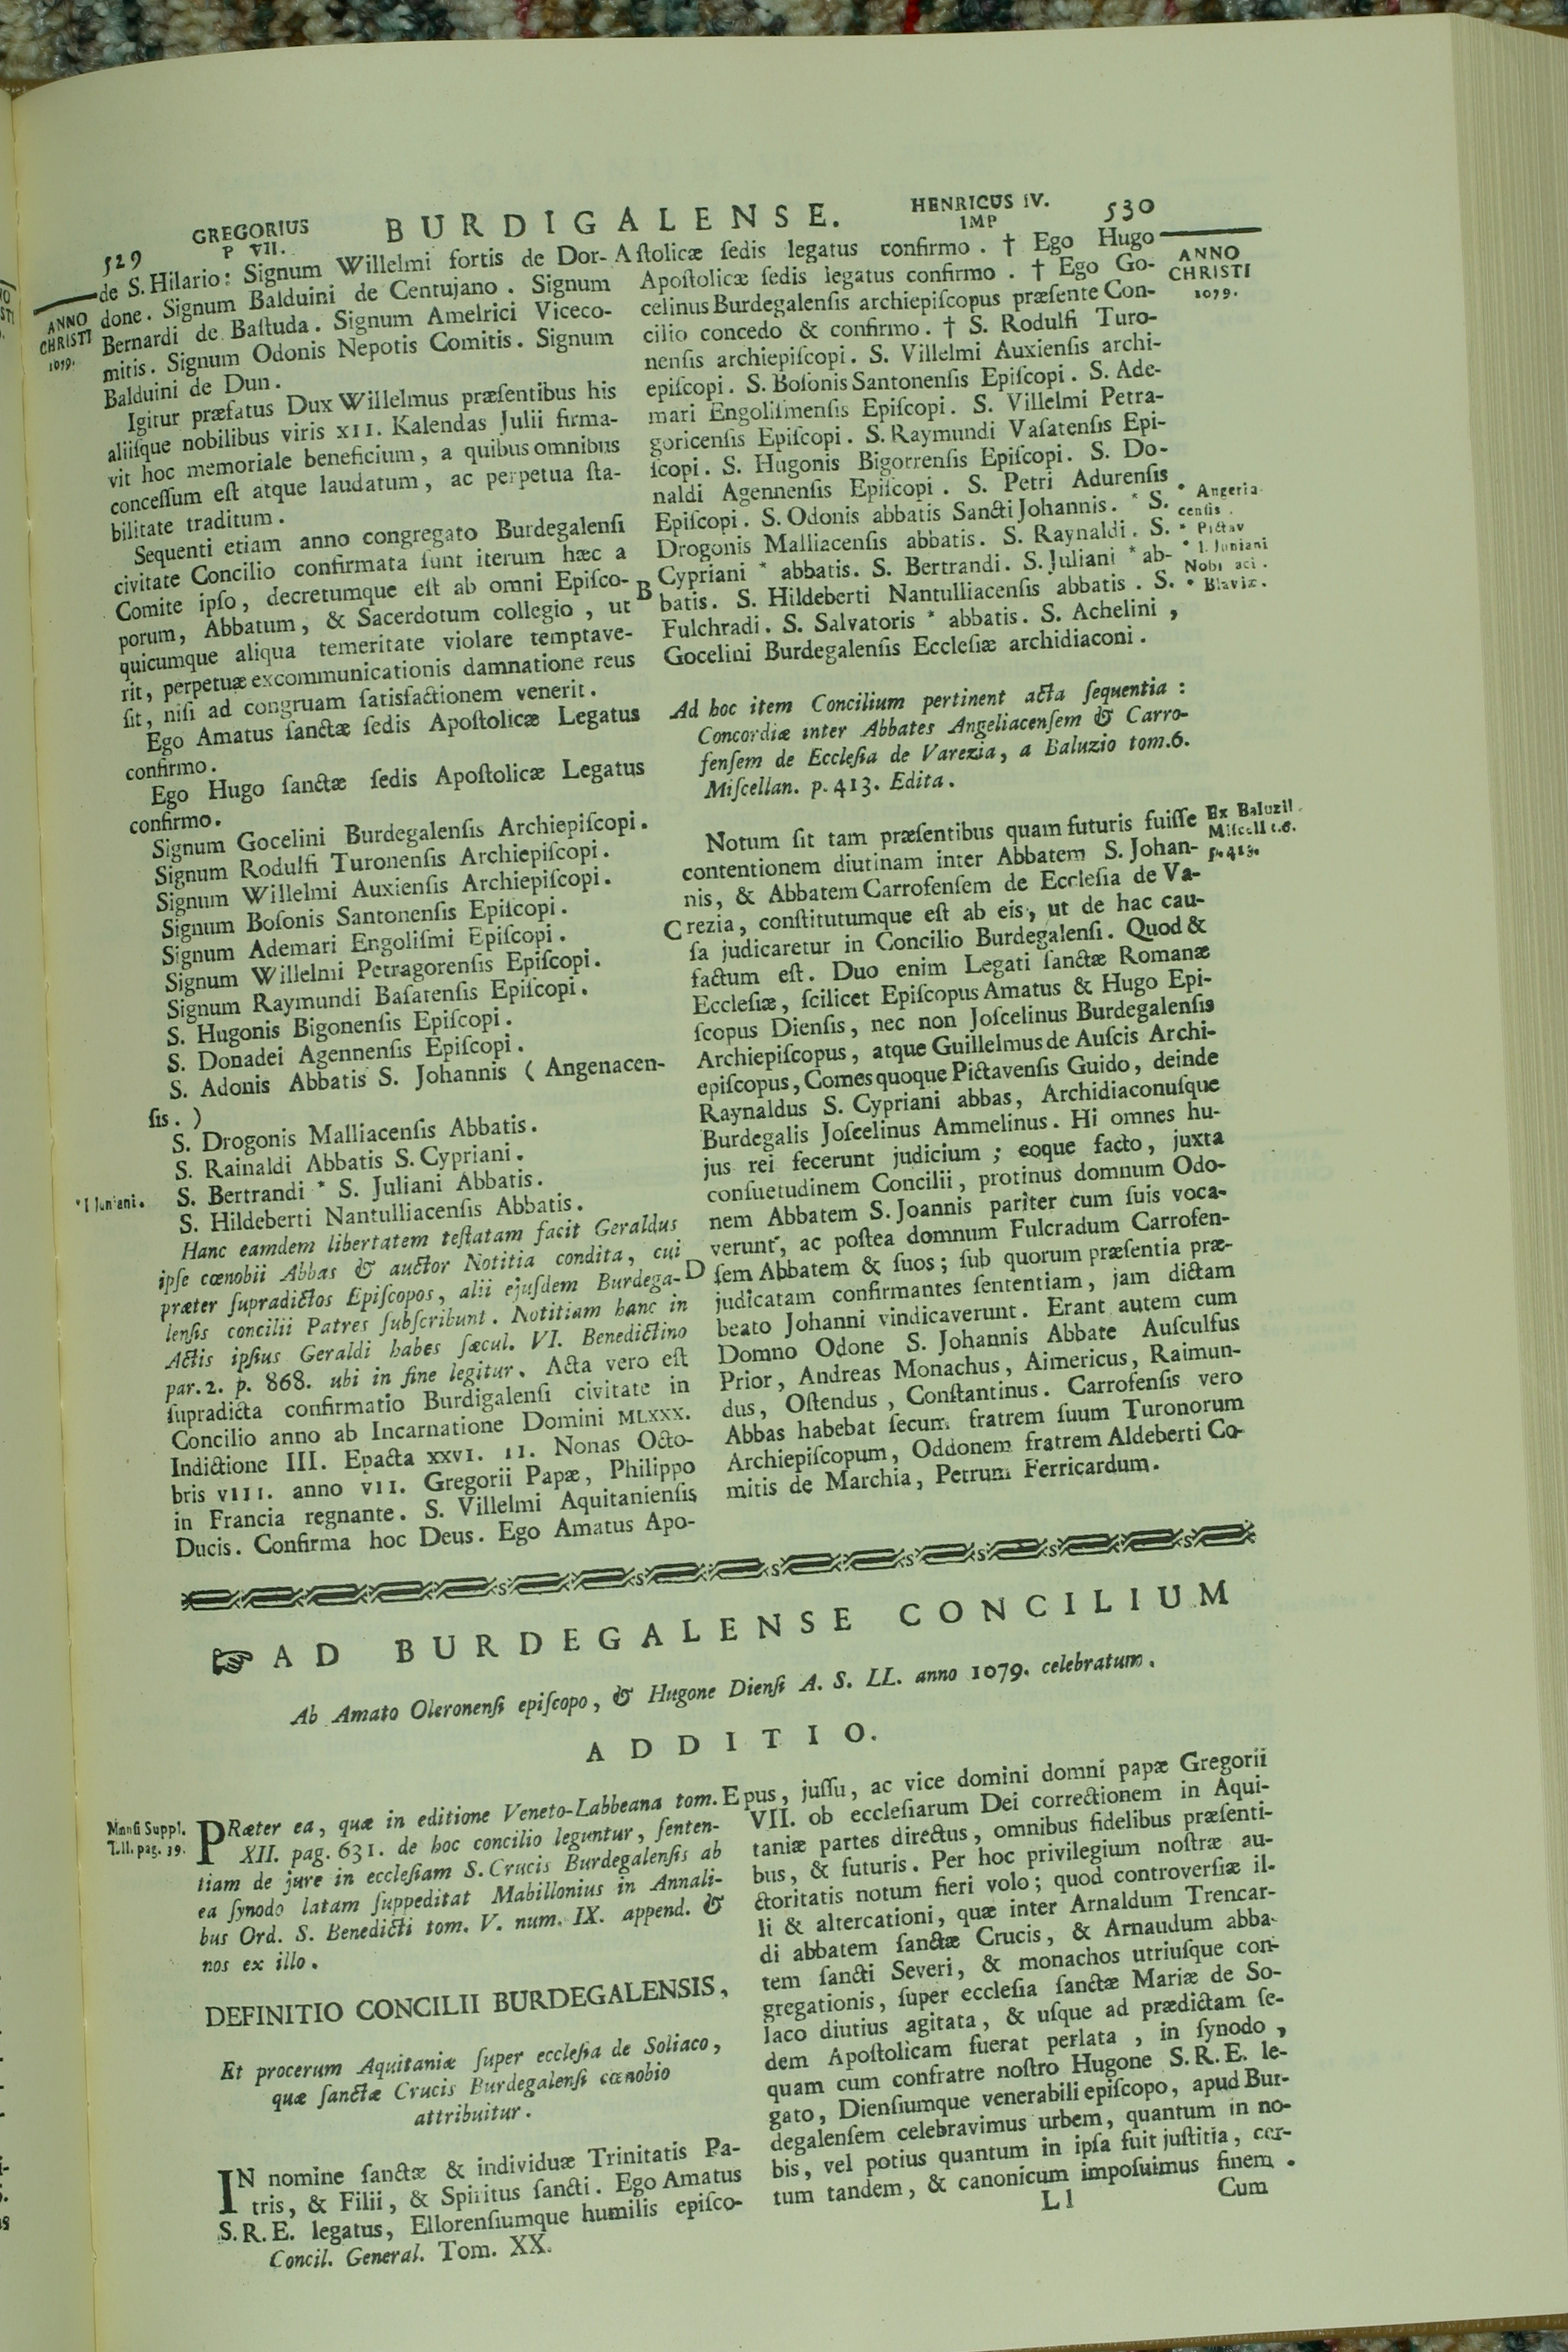 529
GREGORIUS
P VII.
BURDIGALENSE.
HENRICUS IV.
IMP
530
ANNO
CHRISTI
1079.
de S. Hilario: Signum Willelmi fortis de Dor-
done. Signum Balduini de Centujano. Signum
Bernardi de Baſtuda. Signum Amelrici Viceco-
mitis. Signum Odonis Nepotis Comitis. Signum
Balduini de Dun.
Igitur præfatus Dux Willelmus præſentibus his
aliiſque nobilibus viris XII. Kalendas Julii firma-
vit hoc memoriale beneficium, a quibus omnibus
conceſſum eſt atque laudatum, ac perpetua ſta-
bilitate traditum.
Sequenti etiam anno congregato Burdegalenſi
civitate Concilio confirmata ſunt iterum hæc a
Comite ipſo, decretumque eſt ab omni Epiſco-
porum, Abbatum, & Sacerdotum collegio, ut
quicumque aliqua temeritate violare temptave-
rit, perpetuæ excommunicationis damnatione reus
ſit, niſi ad congruam ſatisfactionem venerit.
Ego Amatus ſanctæ ſedis Apoſtolicæ Legatus
confirmo.
Ego Hugo ſanctæ ſedis Apoſtolicæ Legatus
confirmo.
Signum Gocelini Burdegalenſis Archiepiſcopi.
Signum Rodulfi Turonenſis Archiepiſcopi.
Signum Willelmi Auxienſis Archiepiſcopi.
Signum Boſonis Santonenſis Epiſcopi.
Signum Ademari Engoliſmi Epiſcopi.
Signum Willelmi Petragorenſis Epiſcopi.
Signum Raymundi Baſatenſis Epiſcopi.
S. Hugonis Bigonenſis Epiſcopi.
S. Donadei Agennenſis Epiſcopi.
S. Adonis Abbatis S. Johannis (Angenacen-
ſis.)
S. Drogonis Malliacenſis Abbatis.
S. Rainaldi Abbatis S. Cypriani.
S. Bertrandi * S. Juliani Abbatis.
* I Juniani.
S. Hildeberti Nantulliacenſis Abbatis.
Hanc eamdem libertatem teſtatam facit Geraldus
ipſe cœnobii Abbas & auctor Notitia condita, cui
præter ſupradictos Epiſcopos, alii ejuſdem Burdega-
lenſis concilii Patres ſubſcribunt. Notitiam hanc in
Actis ipſius Geraldi habes ſæcul. VI. Benedictino
par. 2. p. 868. ubi in fine legitur. Acta vero eſt
ſupradicta confirmatio Burdigalenſi civitate in
Concilio anno ab Incarnatione Domini MLXXX.
Indictione III. Epacta XXVI. II. Nonas Octo-
bris VIII. anno VII. Gregorii Papæ, Philippo
in Francia regnante. S. Villelmi Aquitanienſis
Ducis. Confirma hoc Deus. Ego Amatus Apo-
A ſtolicæ ſedis legatus confirmo. † Ego Hugo
Apoſtolicæ ſedis legatus confirmo. † Ego Go-
celinus Burdegalenſis archiepiſcopus præſente Con-
cilio concedo & confirmo. † S. Rodulfi Turo-
nenſis archiepiſcopi. S. Villelmi Auxienſis archi-
epiſcopi. S. Boſonis Santonenſis Epiſcopi. S. Ade-
mari Engoliſmenſis Epiſcopi. S. Villelmi Petra-
goricenſis Epiſcopi. S. Raymundi Vaſatenſis Epi-
ſcopi. S. Hugonis Bigorrenſis Epiſcopi. S. Do-
naldi Agennenſis Epiſcopi. S. Petri Adurenſis
Epiſcopi. S. Odonis abbatis Sancti Johannis. * S.
Drogonis Malliacenſis abbatis. S. Raynaldi. S.
Cypriani * abbatis. S. Bertrandi. S. Juliani * ab-
B batis. S. Hildeberti Nantulliacenſis abbatis. S.
Fulchradi. S. Salvatoris * abbatis. S. Achelini,
Gocelini Burdegalenſis Eccleſiæ archidiaconi.
ANNO
CHRISTI
1079.
* Angeria
cenſis.
* Pictav
* I. Juniani
* Blaviæ.
Ad hoc item Concilium pertinent acta ſequentia:
Concordiæ inter Abbates Angeliacenſem & Carro-
fenſem de Eccleſia de Varezia, a Baluzio tom. 6.
Miſcellan. p. 413. Edita.
Notum ſit tam præſentibus quam futuris fuiſſe
contentionem diutinam inter Abbatem S. Johan-
nis, & Abbatem Carrofenſem de Eccleſia de Va-
C rezia, conſtitutumque eſt ab eis, ut de hac cau-
ſa judicaretur in Concilio Burdegalenſi. Quod &
factum eſt. Duo enim Legati ſanctæ Romanæ
Eccleſiæ, ſcilicet Epiſcopus Amatus & Hugo Epi-
ſcopus Dienſis, nec non Joſcelinus Burdegalenſis
Archiepiſcopus, atque Guillelmus de Auſcis Archi-
epiſcopus, Comes quoque Pictavenſis Guido, deinde
Raynaldus S. Cypriani abbas, Archidiaconuſque
Burdegalis Joſcelinus Ammelinus. Hi omnes hu-
jus rei fecerunt judicium; eoque facto, juxta
conſuetudinem Concilii, protinus domnum Odo-
nem Abbatem S. Joannis pariter cum ſuis voca-
verunt, ac poſtea domnum Fulcradum Carrofen-
D ſem Abbatem & ſuos; ſub quorum præſentia præ-
judicatam confirmantes ſententiam, jam dictam
beato Johanni vindicaverunt. Erant autem cum
Domno Odone S. Johannis Abbate Auſculfus
Prior, Andreas Monachus, Aimericus, Raimun-
dus, Oſtendus, Conſtantinus. Carrofenſis vero
Abbas habebat ſecum fratrem ſuum Turonorum
Archiepiſcopum, Oddonem fratrem Aldeberti Co-
mitis de Marchia, Petrum Ferricardum.
Ex Baluzii
Miſcell t.6.
p. 413.
☞ AD BURDEGALENSE CONCILIUM
Ab Amato Oleronenſi epiſcopo, & Hugone Dienſi A. S. LL. anno 1079. celebratum.
ADDITIO.
Manſi Suppl.
T. II. pag. 39.
PRæter ea, quæ in editione Veneto-Labbeana tom.
XII. pag. 631. de hoc concilio leguntur, ſenten-
tiam de jure in eccleſiam S. Crucis Burdegalenſis ab
ea ſynodo latam ſuppeditat Mabillonius in Annali-
bus Ord. S. Benedicti tom. V. num. IX. append. &
nos ex illo.
DEFINITIO CONCILII BURDEGALENSIS,
Et procerum Aquitaniæ ſuper eccleſia de Soliaco,
quæ ſanctæ Crucis Burdegalenſi cœnobio
attribuitur.
IN nomine ſanctæ & individuæ Trinitatis Pa-
tris, & Filii, & Spiritus ſancti. Ego Amatus
S. R. E. legatus, Ellorenſiumque humilis epiſco-
Concil. General. Tom. XX.
E pus, juſſu, ac vice domini domni papæ Gregorii
VII. ob eccleſiarum Dei correctionem in Aqui-
taniæ partes directus, omnibus fidelibus præſenti-
bus, & futuris. Per hoc privilegium noſtræ au-
ctoritatis notum fieri volo; quod controverſiæ il-
li & altercationi, quæ inter Arnaldum Trencar-
di abbatem ſanctæ Crucis, & Arnaudum abba-
tem ſancti Severi, & monachos utriuſque con-
gregationis, ſuper eccleſia ſanctæ Mariæ de So-
laco diutius agitata, & uſque ad prædictam ſe-
dem Apoſtolicam fuerat perlata, in ſynodo,
quam cum confratre noſtro Hugone S. R. E. le-
gato, Dienſiumque venerabili epiſcopo, apud Bur-
degalenſem celebravimus urbem, quantum in no-
bis, vel potius quantum in ipſa fuit juſtitia, cer-
tum tandem, & canonicum impoſuimus finem.
Ll
Cum